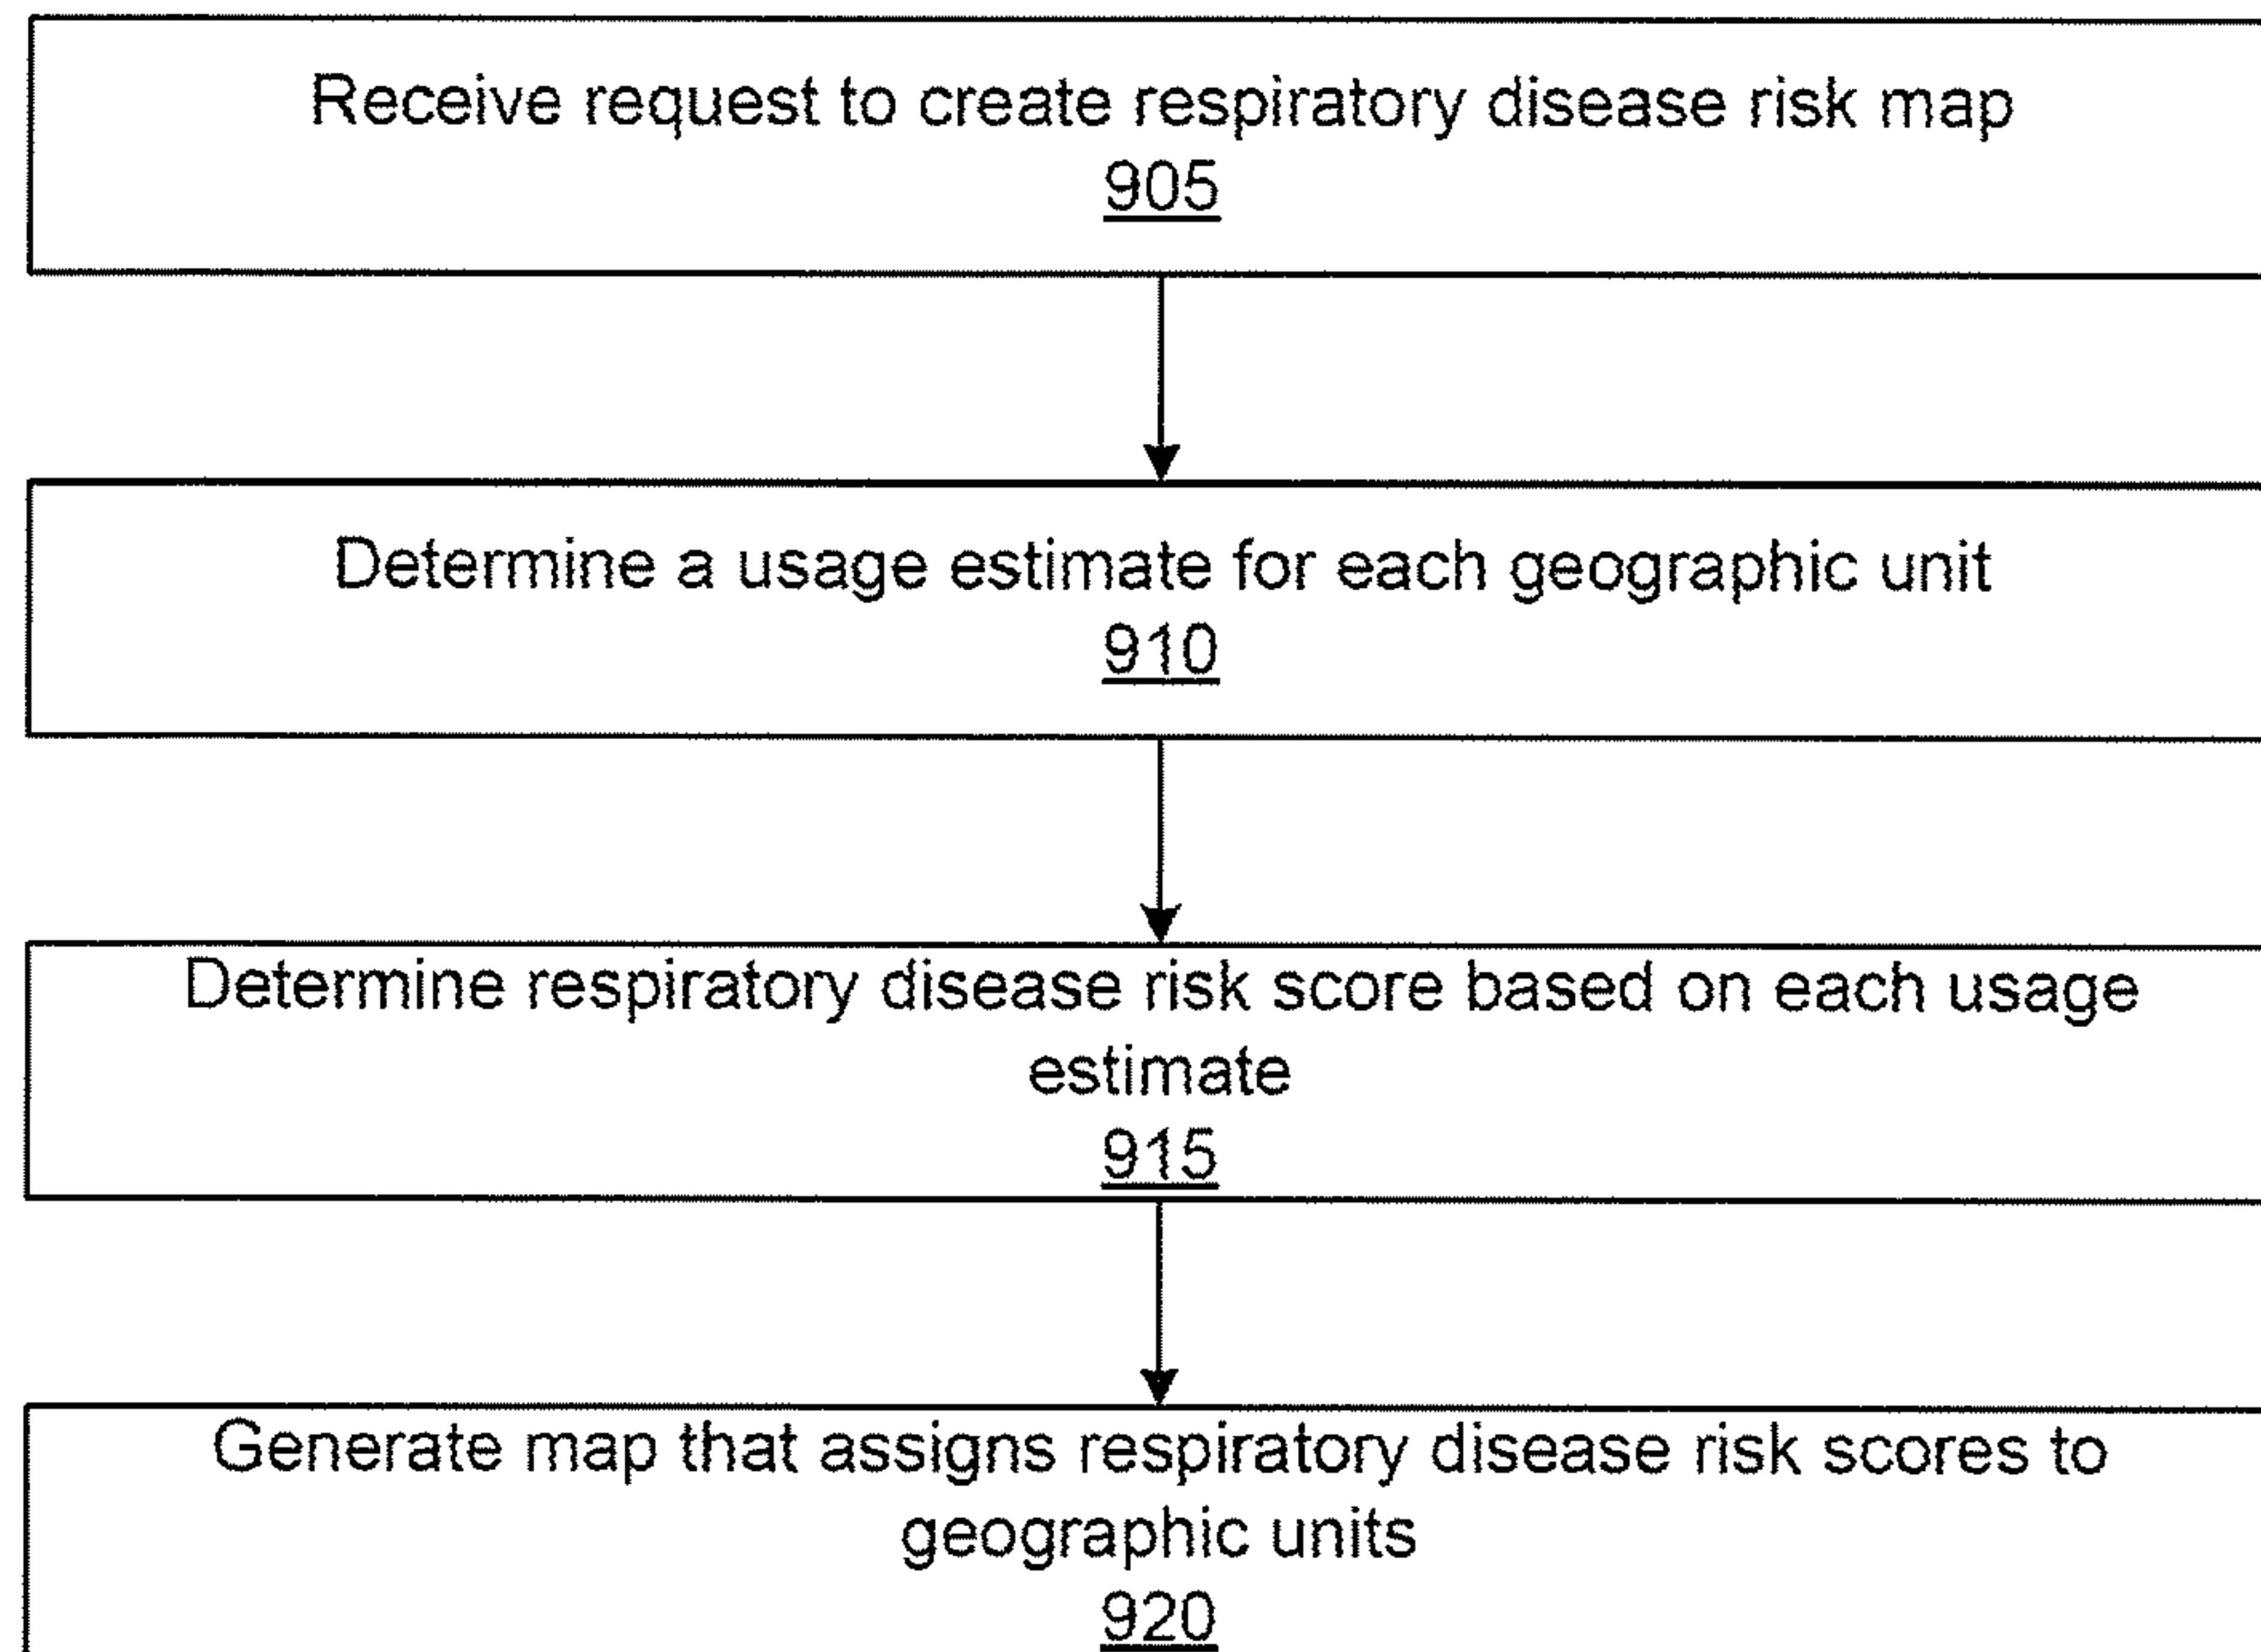 Receive request to create respiratory disease risk map
905
Determine a usage estimate for each geographic unit
910
Determine respiratory disease risk score based on each usage
estimate
915
Generate map that assigns respiratory disease risk scores to
geographic units
920